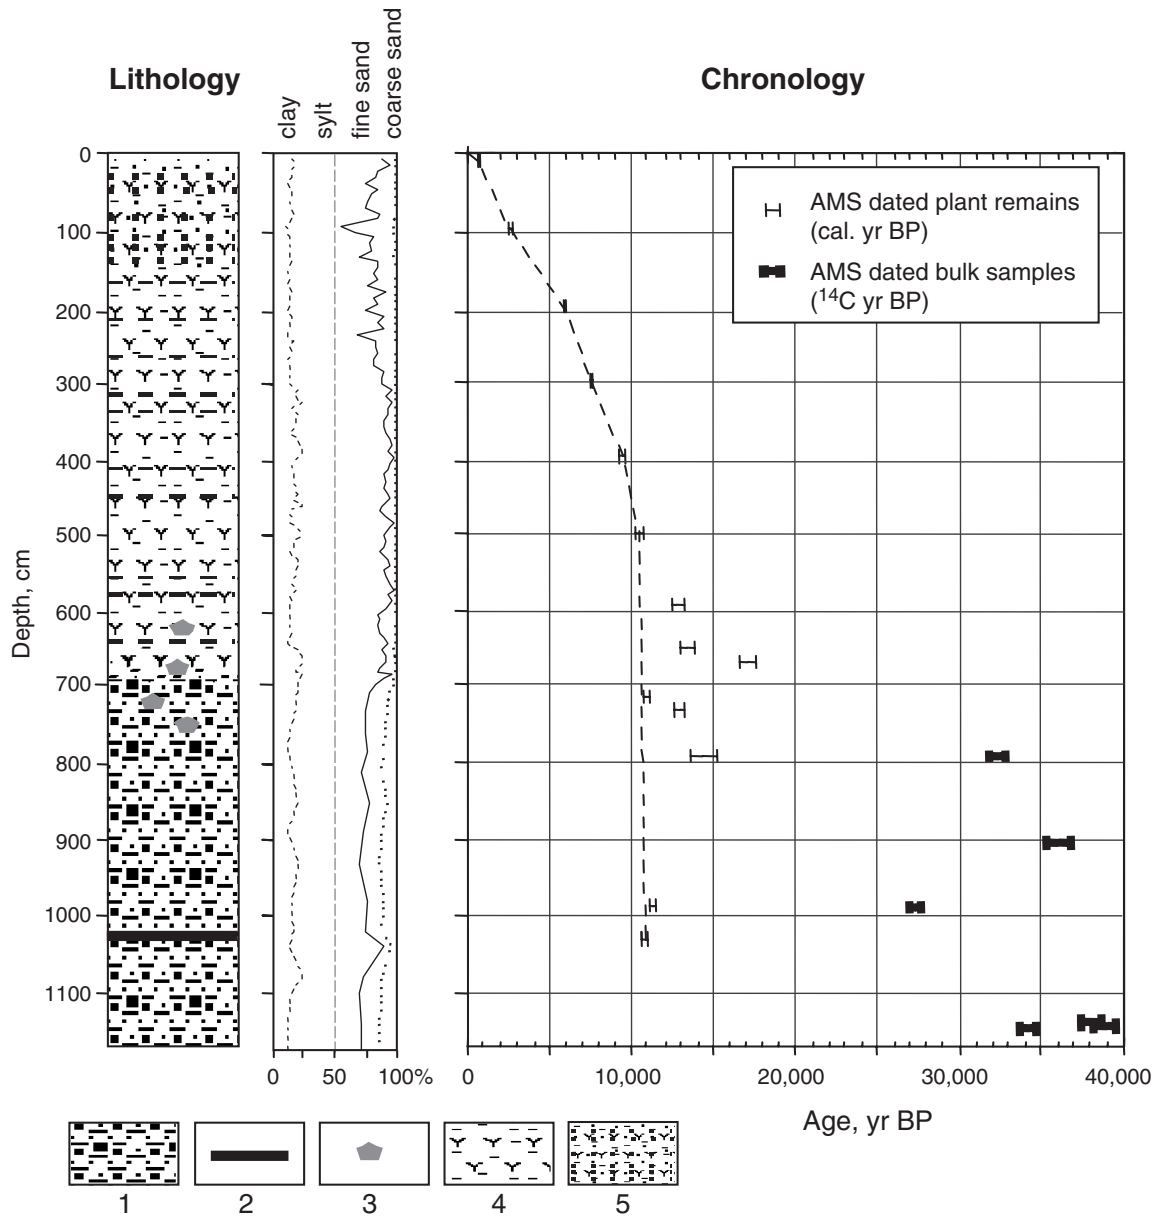 Lithology
clay
sylt
fine sand
coarse sand
Chronology
Depth, cm
0
100
200
300
400
500
600
700
800
900
1000
1100
AMS dated plant remains
(cal. yr BP)
AMS dated bulk samples
(14C yr BP)
0 50 100%
0 10,000 20,000 30,000 40,000
Age, yr BP
1 2 3 4 5